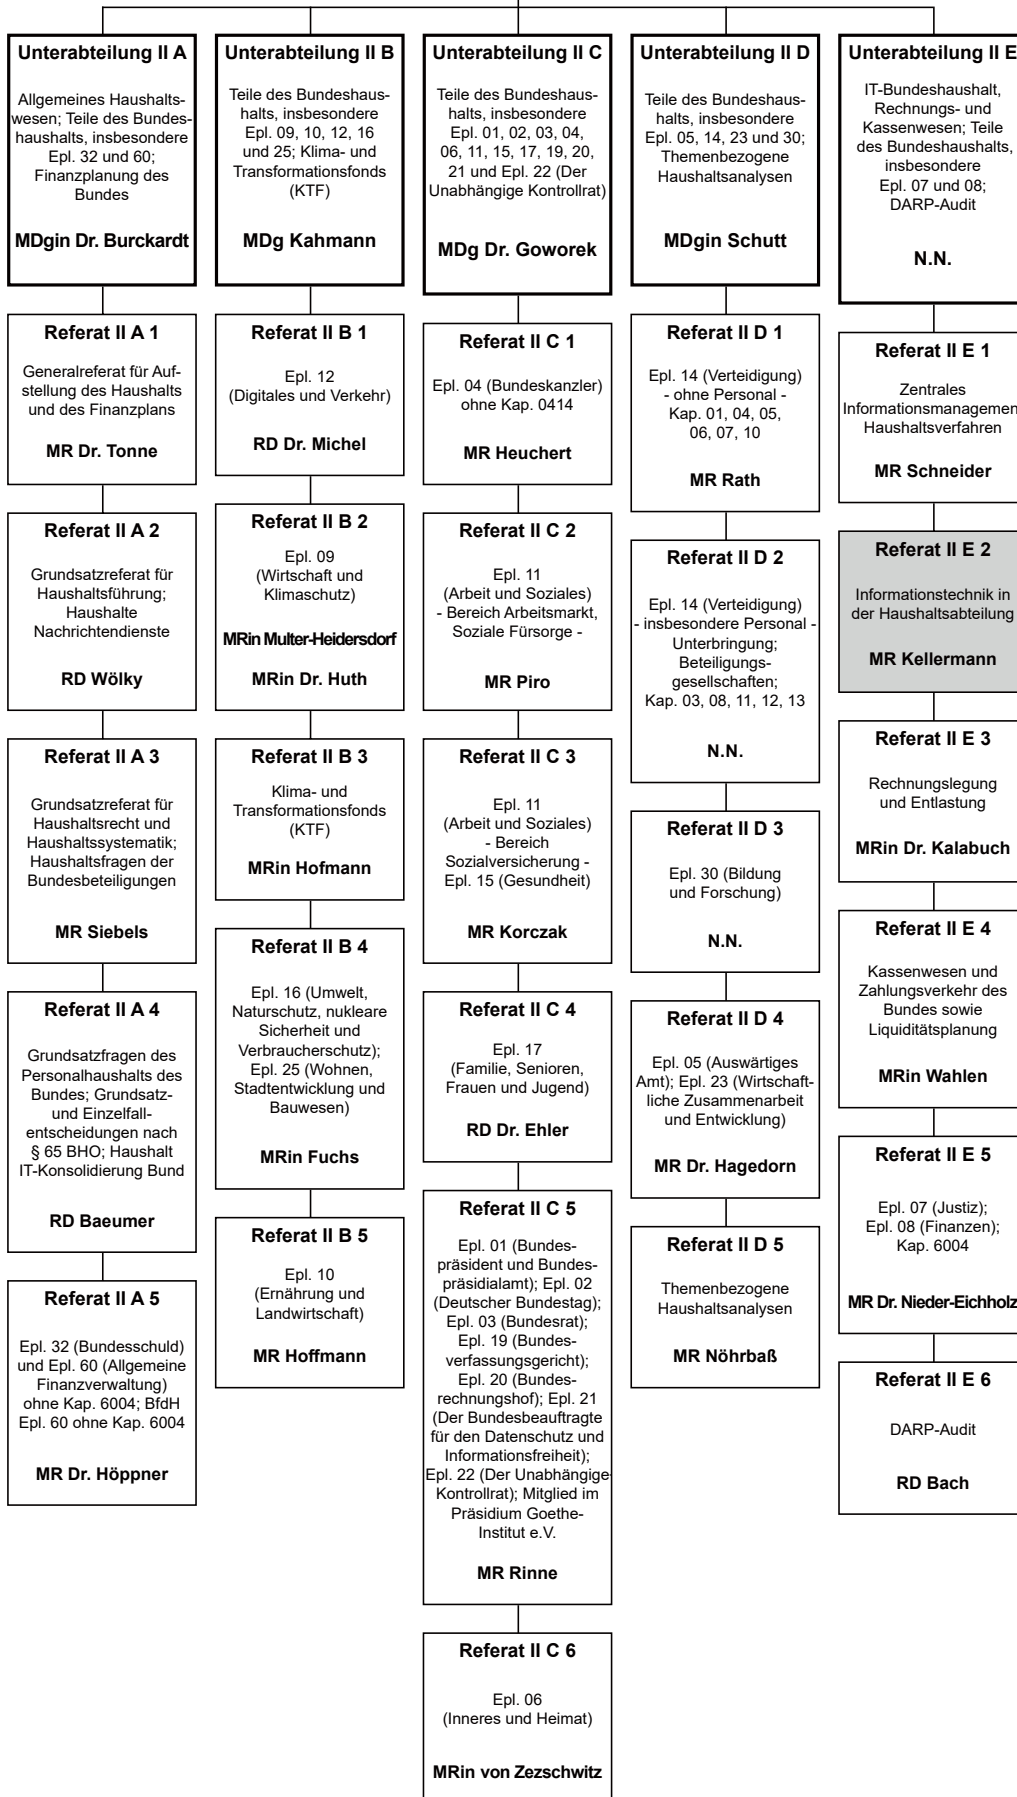 Unterabteilung II A
Allgemeines Haushalts-
wesen; Teile des Bundes-
haushalts, insbesondere
Epl. 32 und 60;
Finanzplanung des
Bundes
MDgin Dr. Burckardt
Referat II A 1
Generalreferat für Auf-
stellung des Haushalts
und des Finanzplans
MR Dr. Tonne
Referat II A 2
Grundsatzreferat für
Haushaltsführung;
Haushalte
Nachrichtendienste
RD Wölky
Referat II A 3
Grundsatzreferat für
Haushaltsrecht und
Haushaltssystematik;
Haushaltsfragen der
Bundesbeteiligungen
MR Siebels
Referat II A 4
Grundsatzfragen des
Personalhaushalts des
Bundes; Grundsatz-
und Einzelfall-
entscheidungen nach
§ 65 BHO; Haushalt
IT-Konsolidierung Bund
RD Baeumer
Referat II A 5
Epl. 32 (Bundesschuld)
und Epl. 60 (Allgemeine
Finanzverwaltung)
ohne Kap. 6004; BfdH
Epl. 60 ohne Kap. 6004
MR Dr. Höppner
Unterabteilung II B
Teile des Bundeshaus-
halts, insbesondere
Epl. 09, 10, 12, 16
und 25; Klima- und
Transformationsfonds
(KTF)
MDg Kahmann
Referat II B 1
Epl. 12
(Digitales und Verkehr)
RD Dr. Michel
Referat II B 2
Epl. 09
(Wirtschaft und
Klimaschutz)
MRin Multer-Heidersdorf
MRin Dr. Huth
Referat II B 3
Klima- und
Transformationsfonds
(KTF)
MRin Hofmann
Referat II B 4
Epl. 16 (Umwelt,
Naturschutz, nukleare
Sicherheit und
Verbraucherschutz);
Epl. 25 (Wohnen,
Stadtentwicklung und
Bauwesen)
MRin Fuchs
Referat II B 5
Epl. 10
(Ernährung und
Landwirtschaft)
MR Hoffmann
Unterabteilung II C
Teile des Bundeshaus-
halts, insbesondere
Epl. 01, 02, 03, 04,
06, 11, 15, 17, 19, 20,
21 und Epl. 22 (Der
Unabhängige Kontrollrat)
MDg Dr. Goworek
Referat II C 1
Epl. 04 (Bundeskanzler)
ohne Kap. 0414
MR Heuchert
Referat II C 2
Epl. 11
(Arbeit und Soziales)
- Bereich Arbeitsmarkt,
Soziale Fürsorge -
MR Piro
Referat II C 3
Epl. 11
(Arbeit und Soziales)
- Bereich
Sozialversicherung -
Epl. 15 (Gesundheit)
MR Korczak
Referat II C 4
Epl. 17
(Familie, Senioren,
Frauen und Jugend)
RD Dr. Ehler
Referat II C 5
Epl. 01 (Bundes-
präsident und Bundes-
präsidialamt); Epl. 02
(Deutscher Bundestag);
Epl. 03 (Bundesrat);
Epl. 19 (Bundes-
verfassungsgericht);
Epl. 20 (Bundes-
rechnungshof); Epl. 21
(Der Bundesbeauftragte
für den Datenschutz und
Informationsfreiheit);
Epl. 22 (Der Unabhängige
Kontrollrat); Mitglied im
Präsidium Goethe-
Institut e.V.
MR Rinne
Referat II C 6
Epl. 06
(Inneres und Heimat)
MRin von Zezschwitz
Unterabteilung II D
Teile des Bundeshaus-
halts, insbesondere
Epl. 05, 14, 23 und 30;
Themenbezogene
Haushaltsanalysen
MDgin Schutt
Referat II D 1
Epl. 14 (Verteidigung)
- ohne Personal -
Kap. 01, 04, 05,
06, 07, 10
MR Rath
Referat II D 2
Epl. 14 (Verteidigung)
- insbesondere Personal -
Unterbringung;
Beteiligungs-
gesellschaften;
Kap. 03, 08, 11, 12, 13
N.N.
Referat II D 3
Epl. 30 (Bildung
und Forschung)
N.N.
Referat II D 4
Epl. 05 (Auswärtiges
Amt); Epl. 23 (Wirtschaft-
liche Zusammenarbeit
und Entwicklung)
MR Dr. Hagedorn
Referat II D 5
Themenbezogene
Haushaltsanalysen
MR Nöhrbaß
Unterabteilung II E
IT-Bundeshaushalt,
Rechnungs- und
Kassenwesen; Teile
des Bundeshaushalts,
insbesondere
Epl. 07 und 08;
DARP-Audit
N.N.
Referat II E 1
Zentrales
Informationsmanagemen
Haushaltsverfahren
MR Schneider
Referat II E 2
Informationstechnik in
der Haushaltsabteilung
MR Kellermann
Referat II E 3
Rechnungslegung
und Entlastung
MRin Dr. Kalabuch
Referat II E 4
Kassenwesen und
Zahlungsverkehr des
Bundes sowie
Liquiditätsplanung
MRin Wahlen
Referat II E 5
Epl. 07 (Justiz);
Epl. 08 (Finanzen);
Kap. 6004
MR Dr. Nieder-Eichholz
Referat II E 6
DARP-Audit
RD Bach